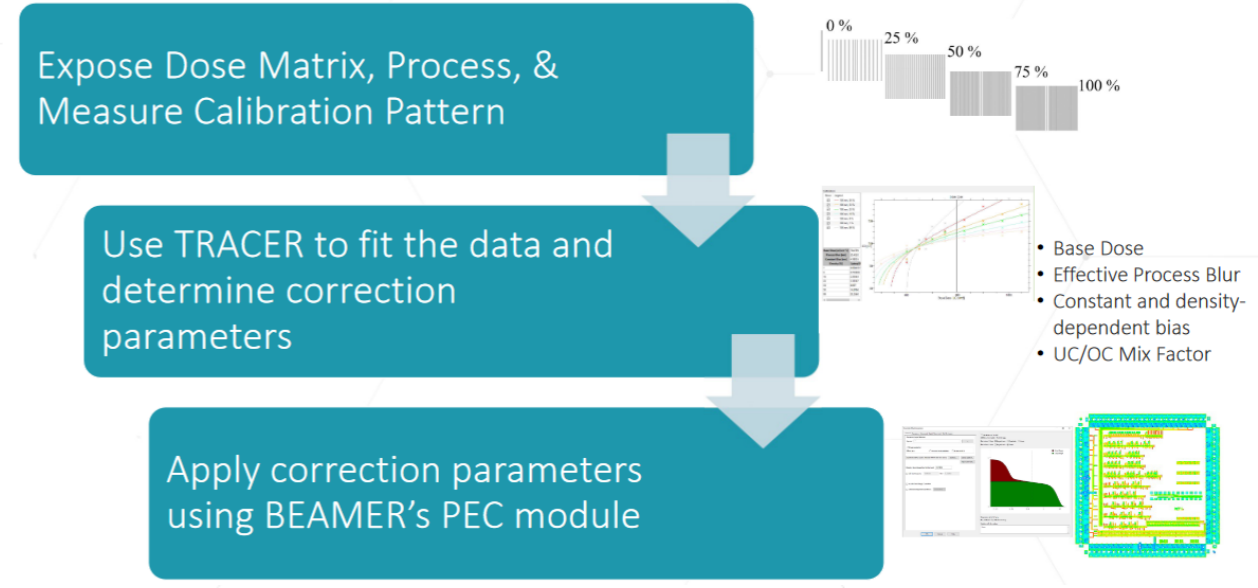 Expose Dose Matrix, Process, &
Measure Calibration Pattern
0 %
25 %
50 %
75 %
100 %
Use TRACER to fit the data and
determine correction
parameters
• Base Dose
• Effective Process Blur
• Constant and density-
dependent bias
• UC/OC Mix Factor
Apply correction parameters
using BEAMER’s PEC module